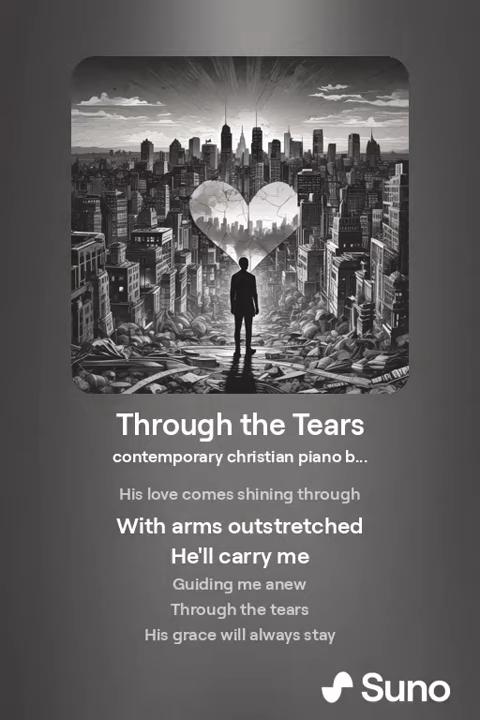 Through the Tears
contemporary christian piano b...
His love comes shining through
With arms outstretched
He'll carry me
Guiding me anew
Through the tears
His grace will always stay
Suno